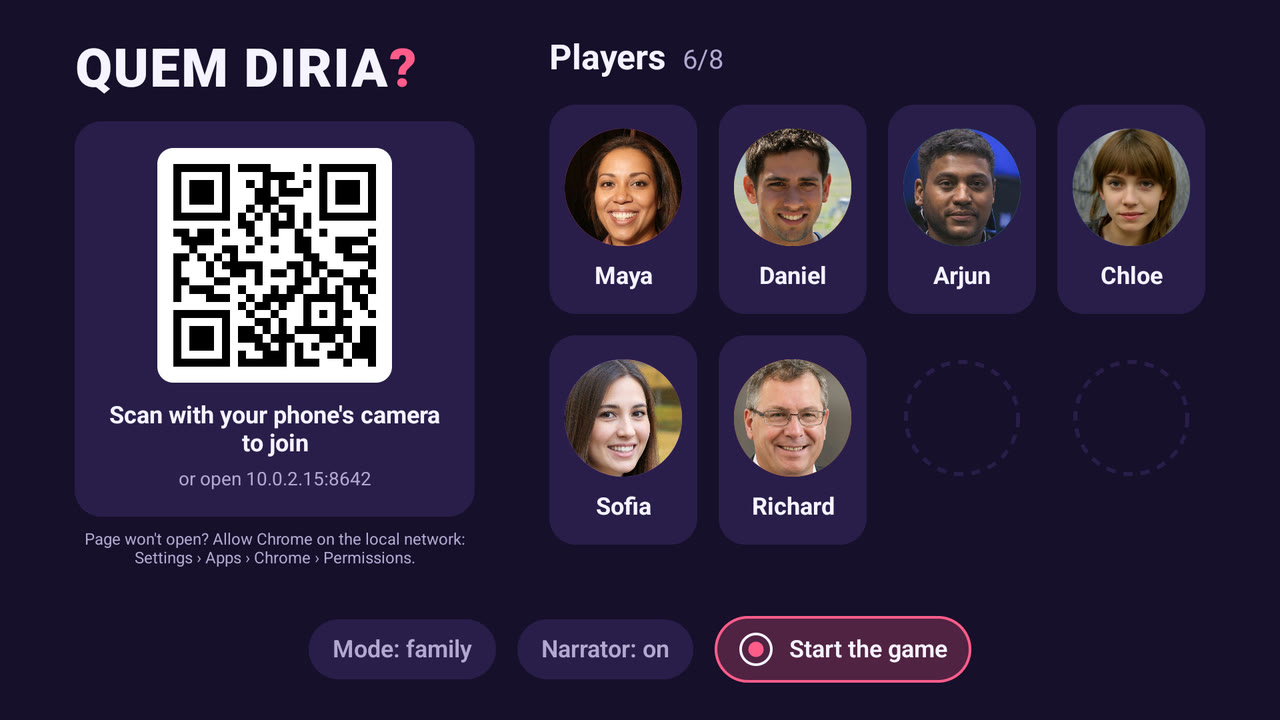 QUEM DIRIA?
Scan with your phone's camera
to join
or open 10.0.2.15:8642
Page won't open? Allow Chrome on the local network:
Settings › Apps › Chrome › Permissions.
Players 6/8
Maya
Daniel
Arjun
Chloe
Sofia
Richard
Mode: family
Narrator: on
Start the game